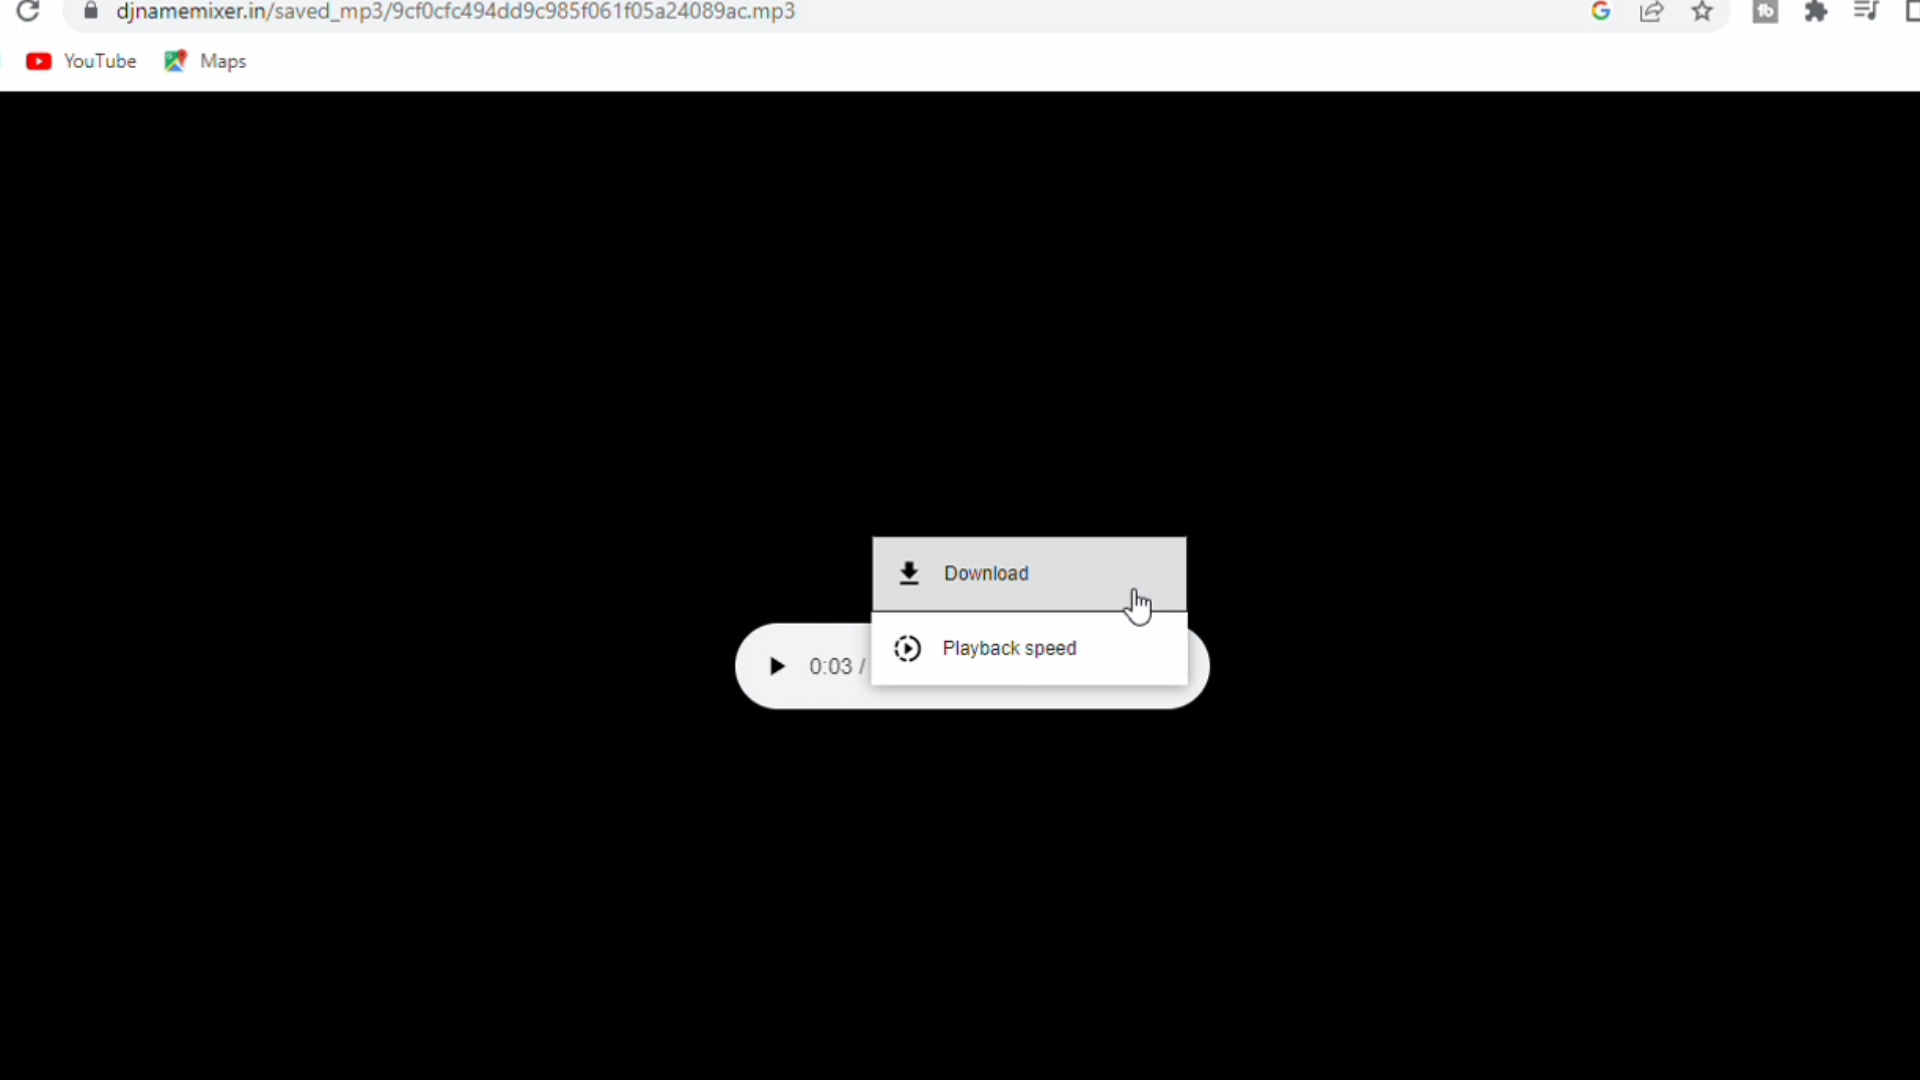 djnamemixer.in/saved_mp3/9cf0cfc494dd9c985f061f05a24089ac.mp3
YouTube Maps
Download
Playback speed
0:03 /